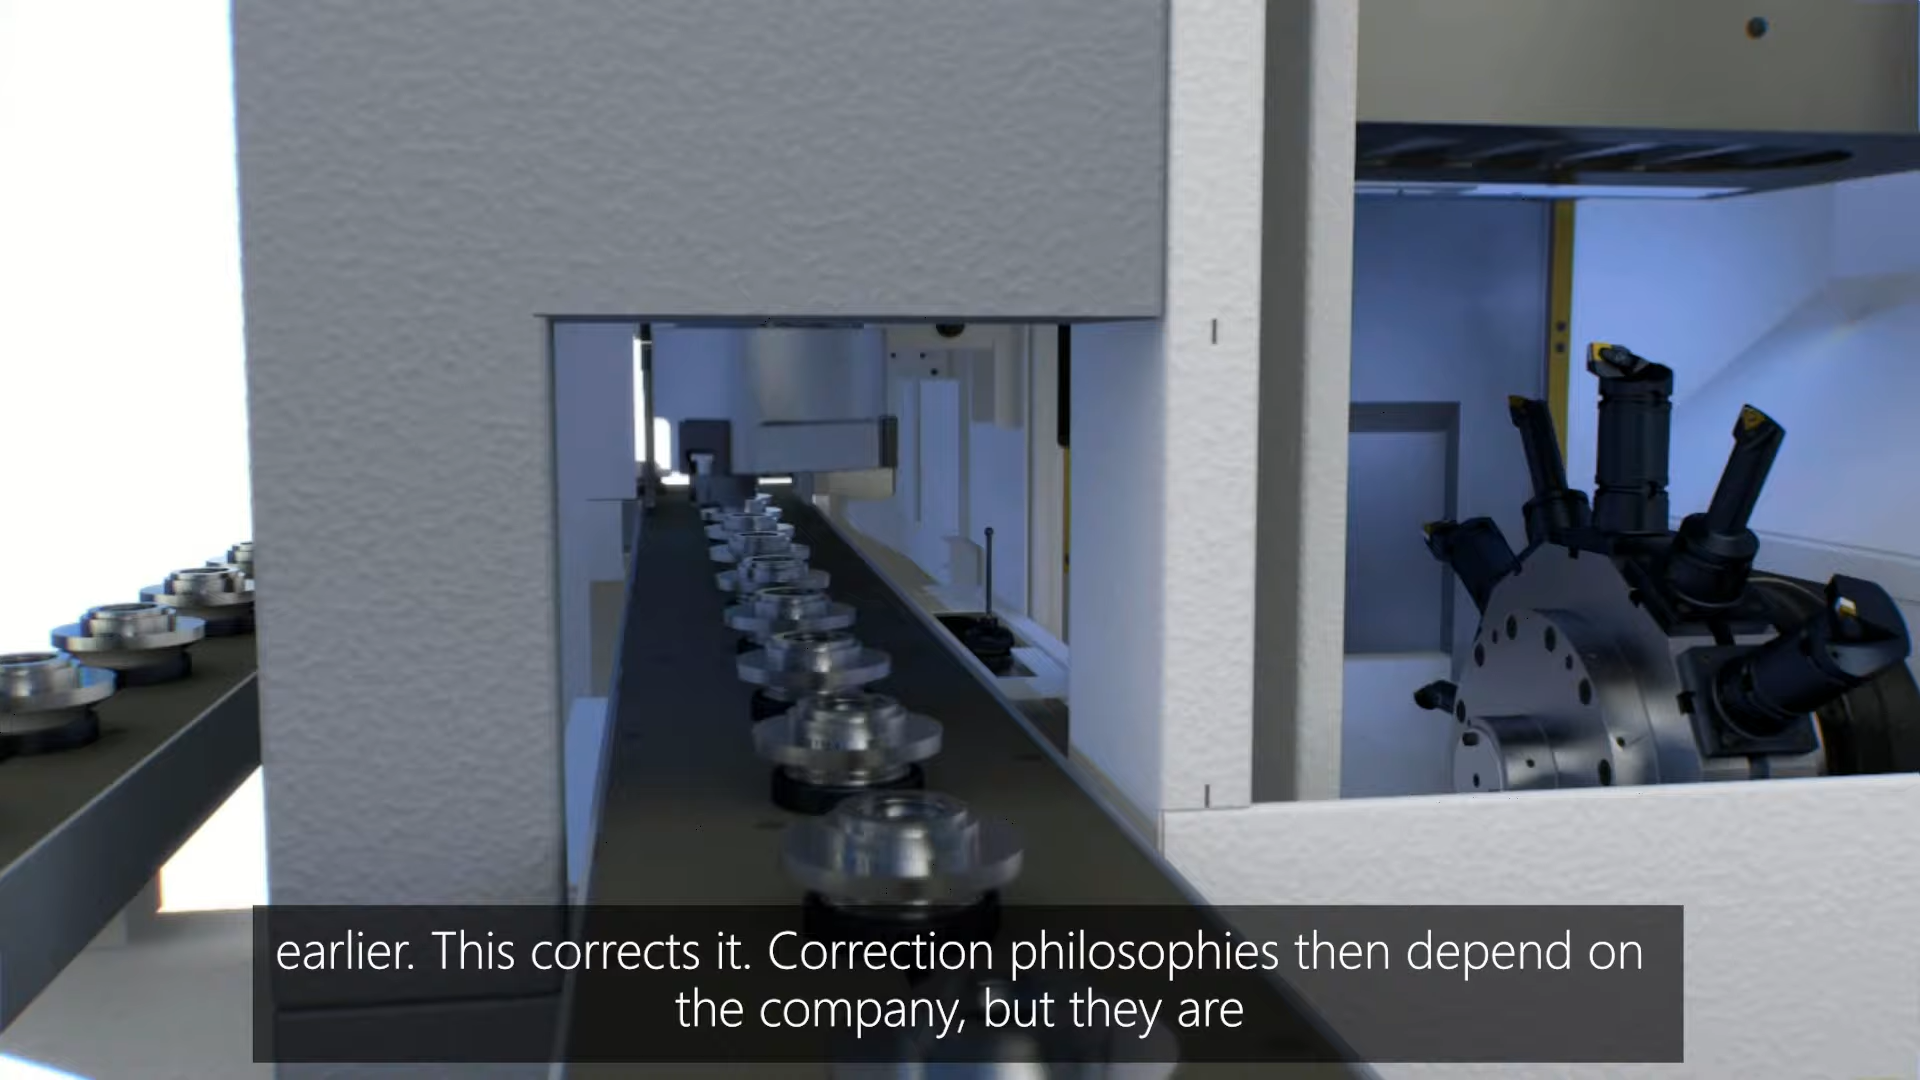 earlier. This corrects it. Correction philosophies then depend on
the company, but they are